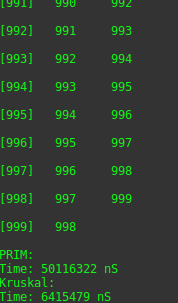 [991] 990 992
[992] 991 993
[993] 992 994
[994] 993 995
[995] 994 996
[996] 995 997
[997] 996 998
[998] 997 999
[999] 998
PRIM:
Time: 50116322 nS
Kruskal:
Time: 6415479 nS